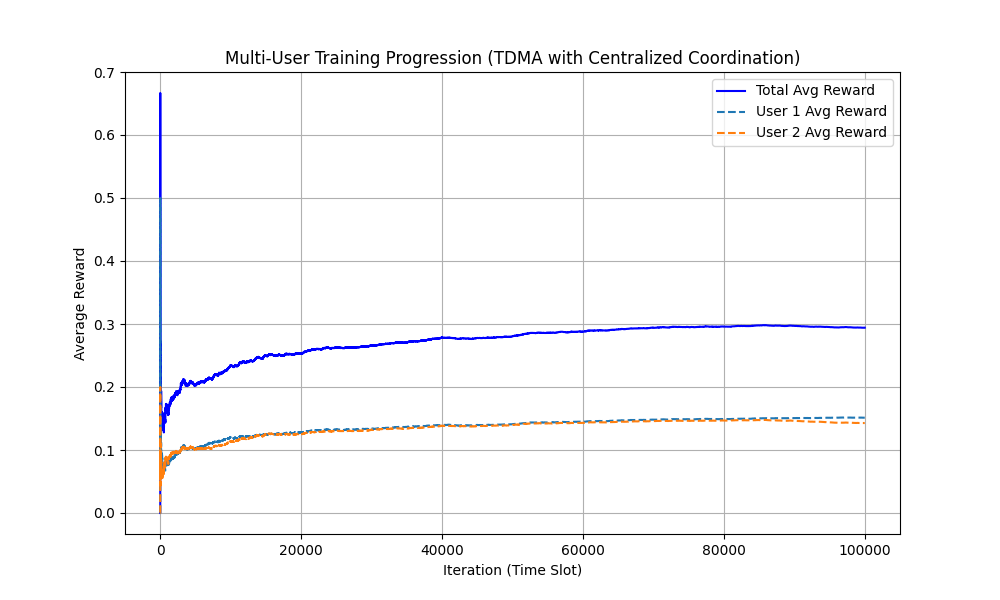 Multi-User Training Progression (TDMA with Centralized Coordination)
Total Avg Reward
User 1 Avg Reward
User 2 Avg Reward
Average Reward
0.7
0.6
0.5
0.4
0.3
0.2
0.1
0.0
0 20000 40000 60000 80000 100000
Iteration (Time Slot)